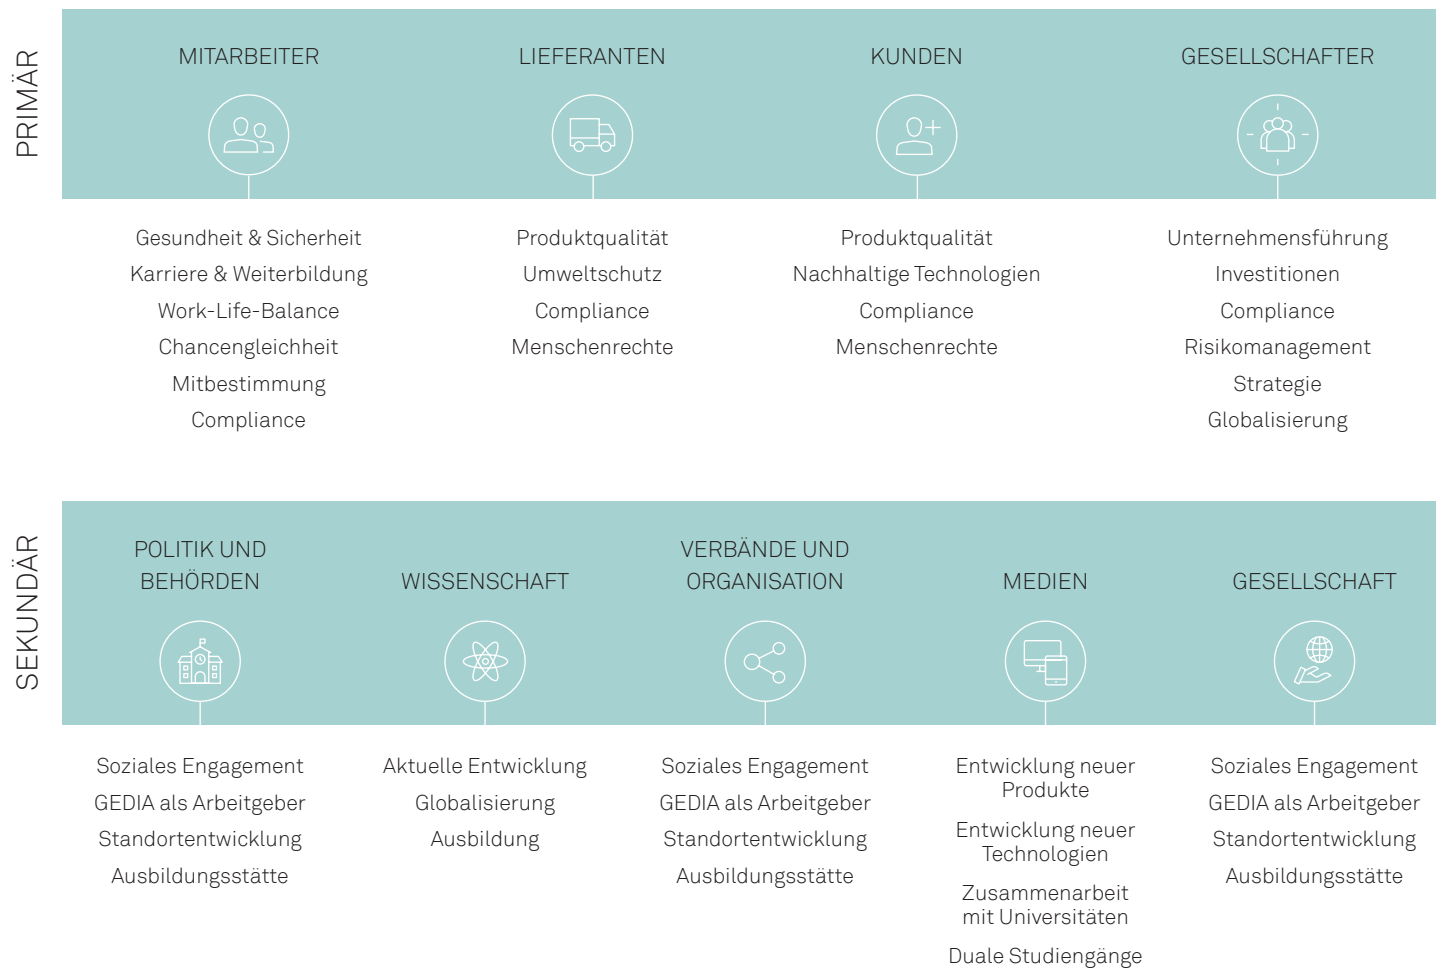 PRIMÄR
MITARBEITER
Gesundheit & Sicherheit
Karriere & Weiterbildung
Work-Life-Balance
Chancengleichheit
Mitbestimmung
Compliance
LIEFERANTEN
Produktqualität
Umweltschutz
Compliance
Menschenrechte
KUNDEN
Produktqualität
Nachhaltige Technologien
Compliance
Menschenrechte
GESELLSCHAFTER
Unternehmensführung
Investitionen
Compliance
Risikomanagement
Strategie
Globalisierung
SEKUNDÄR
POLITIK UND
BEHÖRDEN
Soziales Engagement
GEDIA als Arbeitgeber
Standortentwicklung
Ausbildungsstätte
WISSENSCHAFT
Aktuelle Entwicklung
Globalisierung
Ausbildung
VERBÄNDE UND
ORGANISATION
Soziales Engagement
GEDIA als Arbeitgeber
Standortentwicklung
Ausbildungsstätte
MEDIEN
Entwicklung neuer
Produkte
Entwicklung neuer
Technologien
Zusammenarbeit
mit Universitäten
Duale Studiengänge
GESELLSCHAFT
Soziales Engagement
GEDIA als Arbeitgeber
Standortentwicklung
Ausbildungsstätte